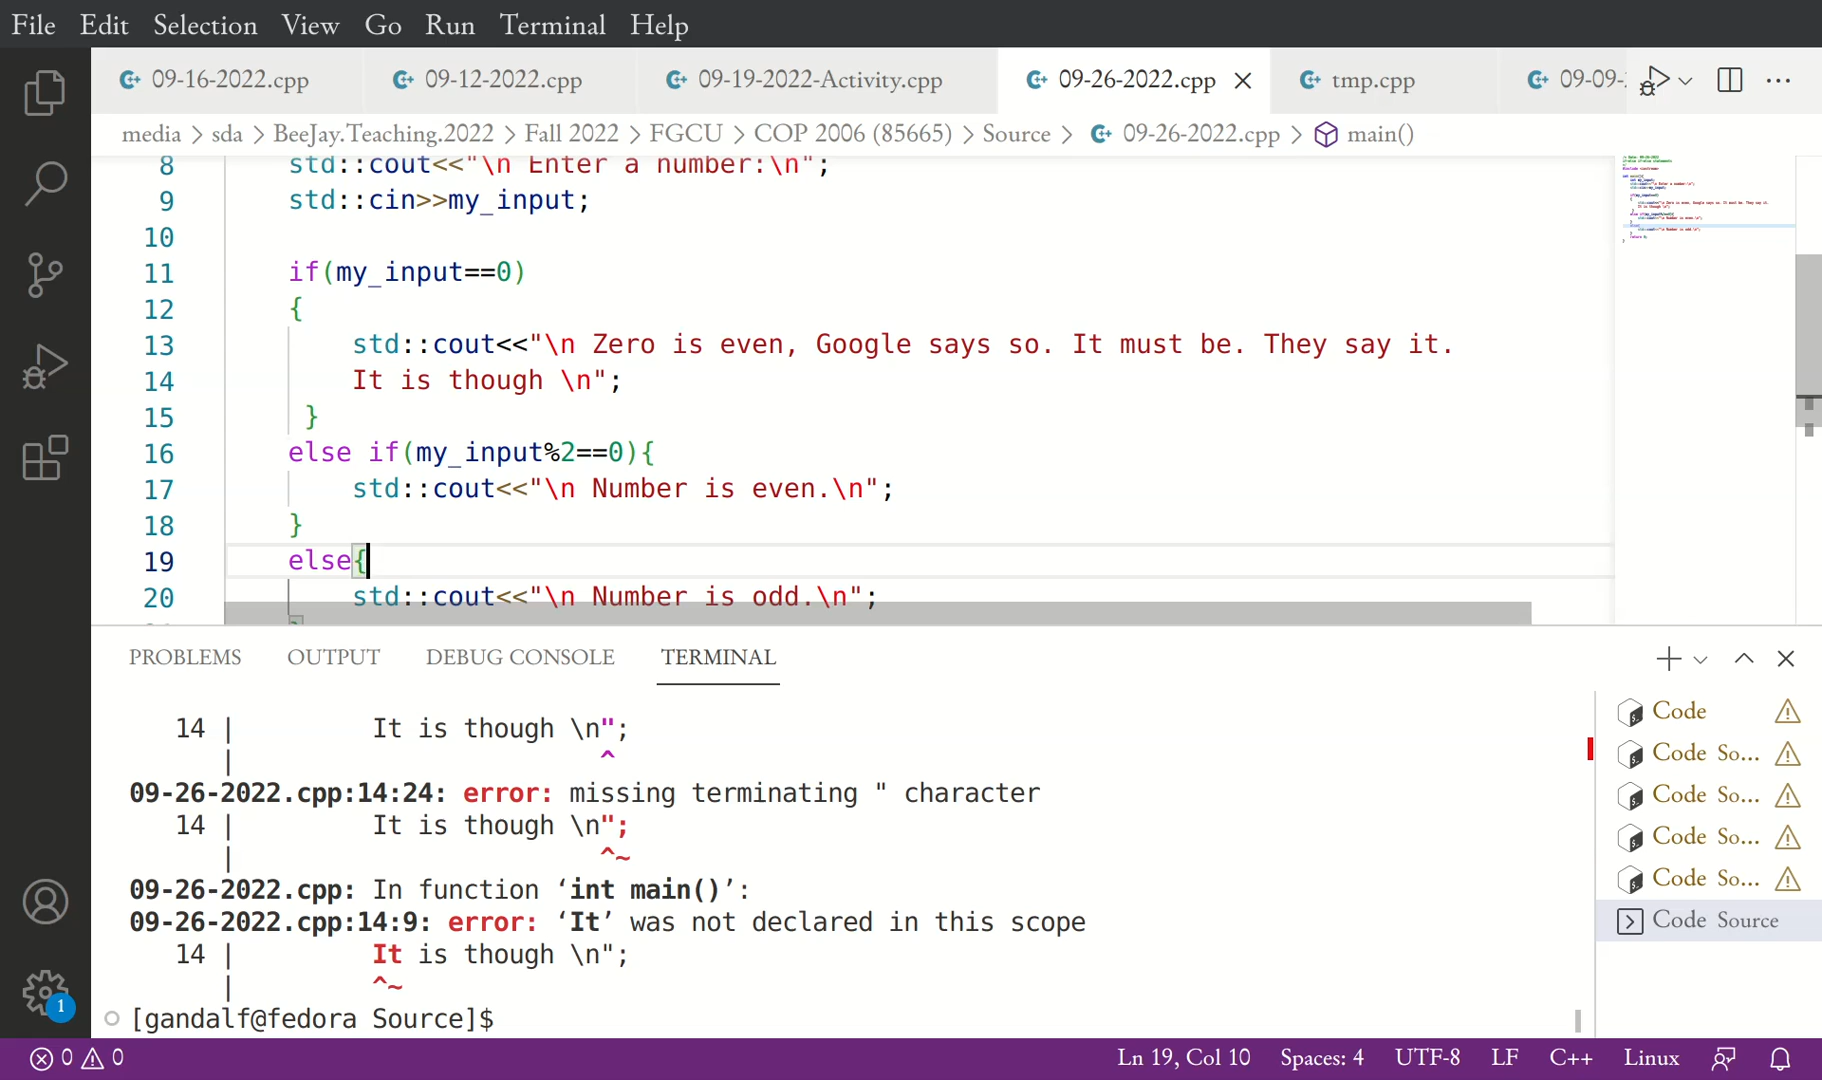 File Edit Selection View Go Run Terminal Help
09-16-2022.cpp 09-12-2022.cpp 09-19-2022-Activity.cpp 09-26-2022.cpp tmp.cpp 09-09-
media > sda > BeeJay.Teaching.2022 > Fall 2022 > FGCU > COP 2006 (85665) > Source > 09-26-2022.cpp > main()
8 std::cout<<"\n Enter a number:\n";
9 std::cin>>my_input;
10
11 if(my_input==0)
12 {
13 std::cout<<"\n Zero is even, Google says so. It must be. They say it.
14 It is though \n";
15 }
16 else if(my_input%2==0){
17 std::cout<<"\n Number is even.\n";
18 }
19 else{
20 std::cout<<"\n Number is odd.\n";
PROBLEMS OUTPUT DEBUG CONSOLE TERMINAL
14 | It is though \n";
| ^
09-26-2022.cpp:14:24: error: missing terminating " character
14 | It is though \n";
| ^~
09-26-2022.cpp: In function ‘int main()’:
09-26-2022.cpp:14:9: error: ‘It’ was not declared in this scope
14 | It is though \n";
| ^~
[gandalf@fedora Source]$
Code
Code So...
Code So...
Code So...
Code So...
Code Source
1
0 0 Ln 19, Col 10 Spaces: 4 UTF-8 LF C++ Linux